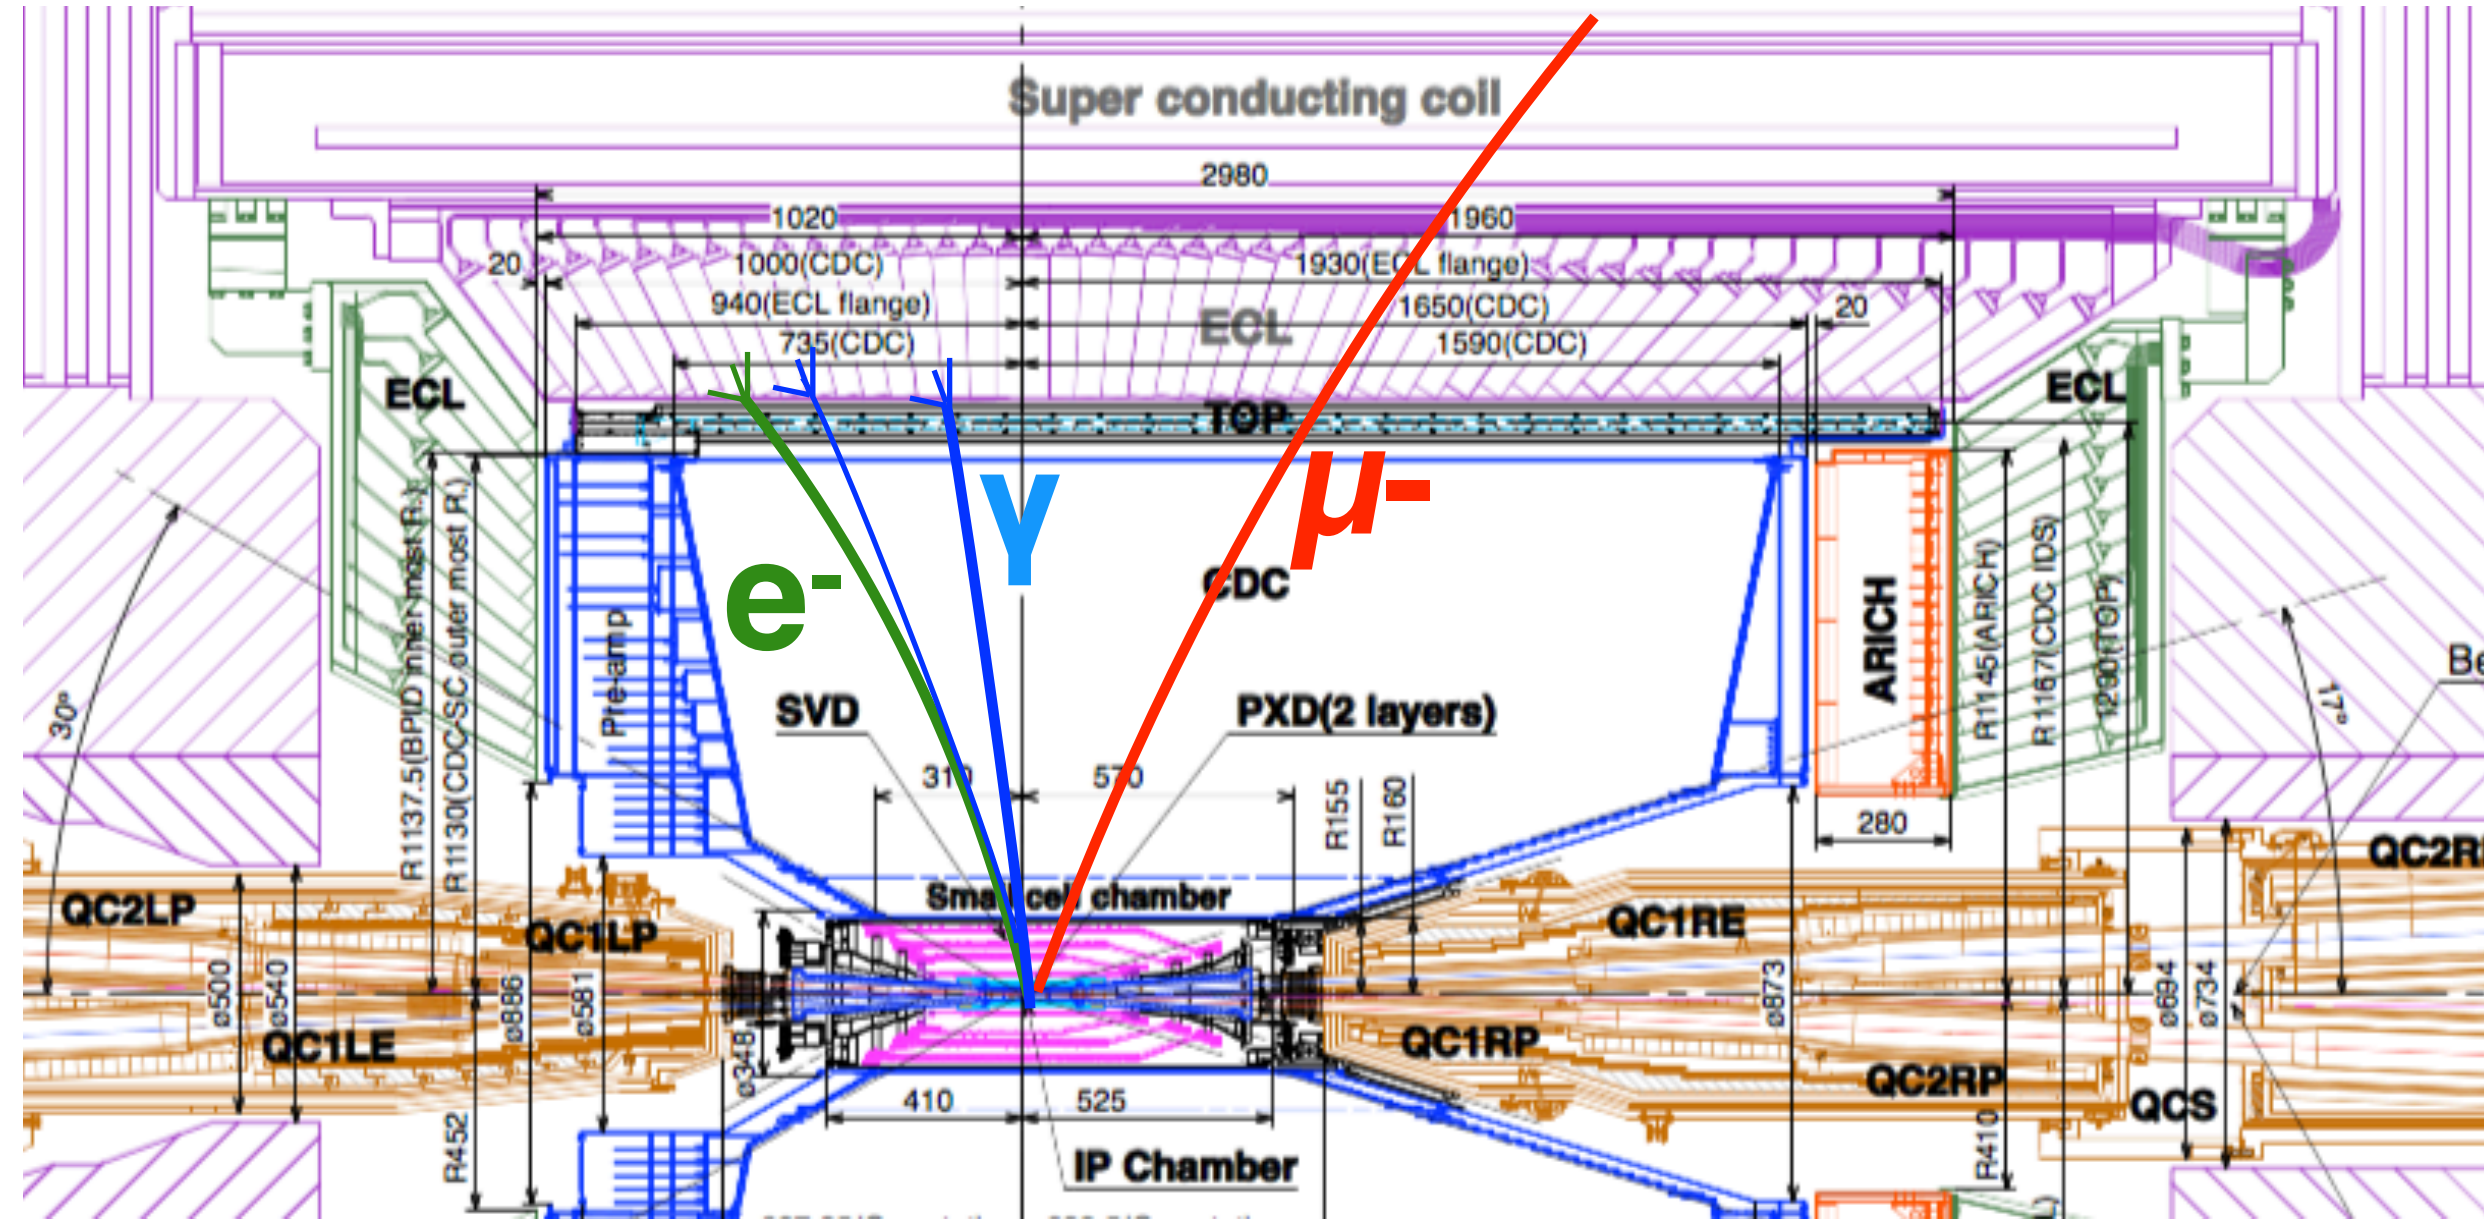 Super conducting coil
2980
1020
1960
20
1000(CDC)
1930(ECL flange)
940(ECL flange)
1650(CDC)
20
ECL
735(CDC)
1590(CDC)
ECL
ECL
TOP
γ
μ-
e-
CDC
Pre-amp
ARICH
R1137.5(BPID inner most R.)
R1130(CDC-SC outer most R.)
R1145(ARICH)
R1167(CDC IDS)
30°
17°
SVD
PXD(2 layers)
310
570
R155
R160
280
Small cell chamber
QC2LP
QC1LP
QC1RE
ø500
ø540
ø886
ø581
ø873
ø694
ø734
QC1LE
ø348
QC1RP
QC2RP
QCS
410
525
R452
R410
IP Chamber